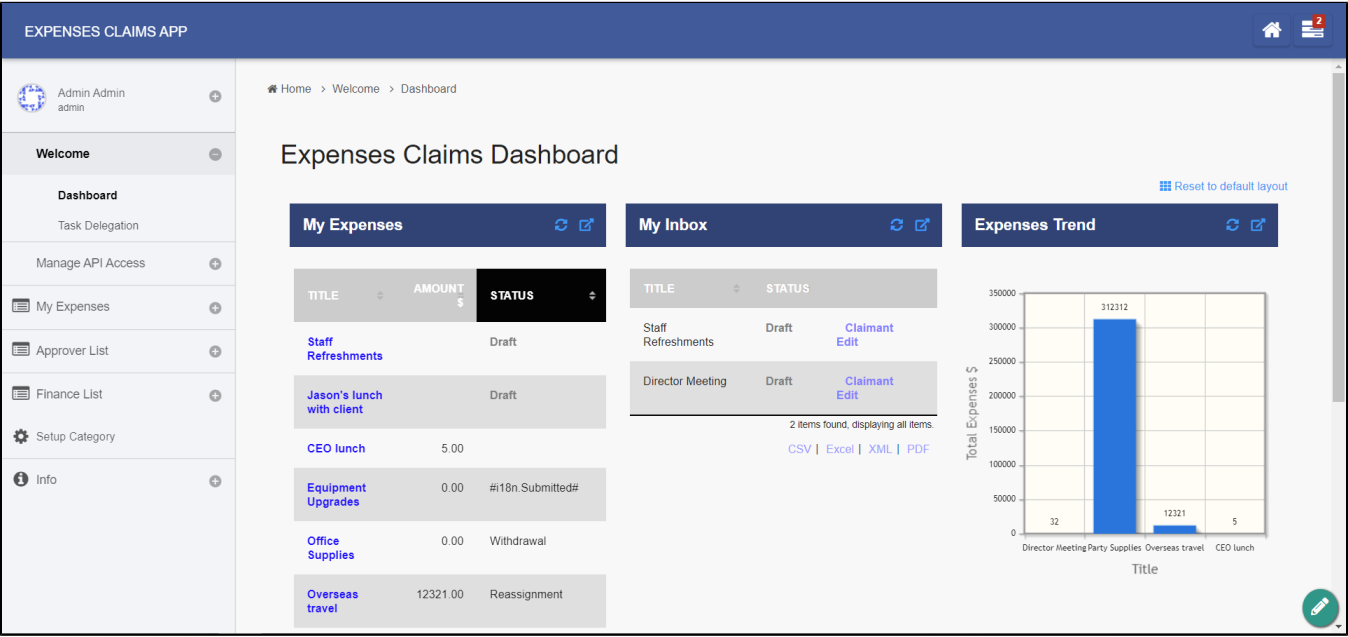 EXPENSES CLAIMS APP
2
Admin Admin
admin
Welcome
Dashboard
Task Delegation
Manage API Access
My Expenses
Approver List
Finance List
Setup Category
Info
Home > Welcome > Dashboard
Expenses Claims Dashboard
Reset to default layout
My Expenses
TITLE AMOUNT STATUS
$
Staff Draft
Refreshments
Jason's lunch Draft
with client
CEO lunch 5.00
Equipment 0.00 #i18n.Submitted#
Upgrades
Office 0.00 Withdrawal
Supplies
Overseas 12321.00 Reassignment
travel
My Inbox
TITLE STATUS
Staff Draft Claimant
Refreshments Edit
Director Meeting Draft Claimant
Edit
2 items found, displaying all items.
CSV | Excel | XML | PDF
Expenses Trend
Total Expenses $
350000
300000
250000
200000
150000
100000
50000
0
32
312312
12321
5
Director Meeting Party Supplies Overseas travel CEO lunch
Title